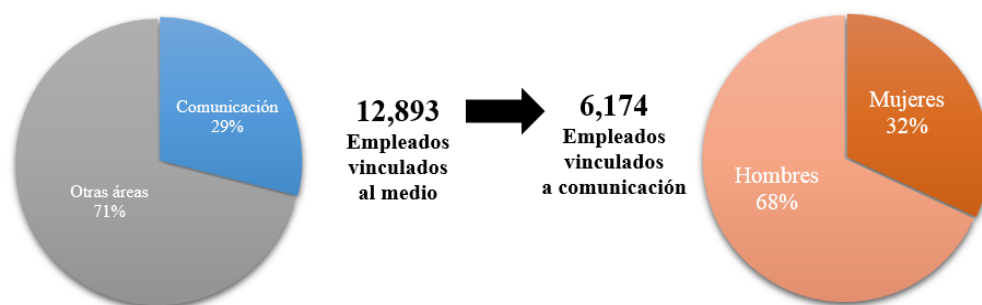 Comunicación
29%
Otras áreas
71%
12,893
Empleados
vinculados
al medio
6,174
Empleados
vinculados
a comunicación
Mujeres
32%
Hombres
68%